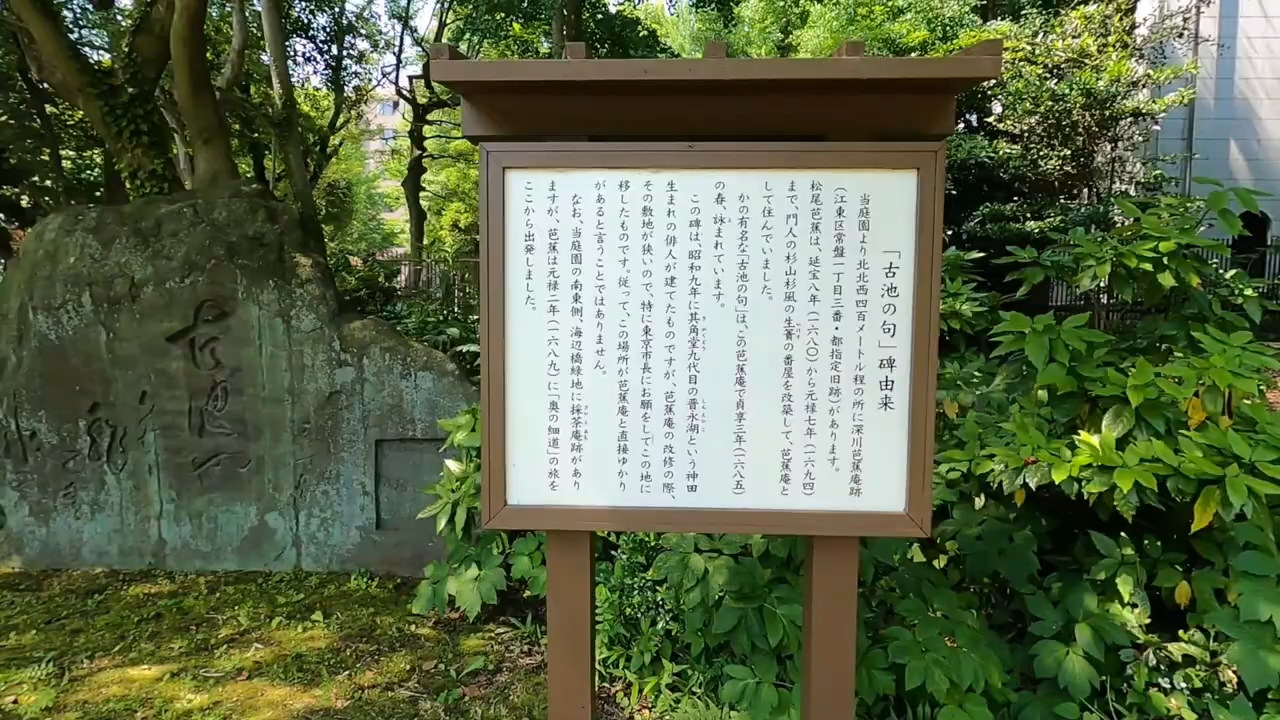 「古池の句」碑由来
当庭園より北北西四百メートル程の所に深川芭蕉庵跡
（江東区常盤一丁目三番・都指定旧跡）があります。
松尾芭蕉は、延宝八年（一六八〇）から元禄七年（一六九四）
まで、門人の杉山杉風の生簀の番屋を改築して、芭蕉庵と
して住んでいました。
かの有名な「古池の句」は、この芭蕉庵で貞享三年（一六八五）
の春、詠まれています。
この碑は、昭和九年に其角堂九代目の晋永湖という神田
生まれの俳人が建てたものですが、芭蕉庵の改修の際、
その敷地が狭いので、特に東京市長にお願をしてこの地に
移したものです。従って、この場所が芭蕉庵と直接ゆかり
があると言うことではありません。
なお、当庭園の南東側、海辺橋緑地に採荼庵跡があり
ますが、芭蕉は元禄二年（一六八九）に「奥の細道」の旅を
ここから出発しました。
古池や